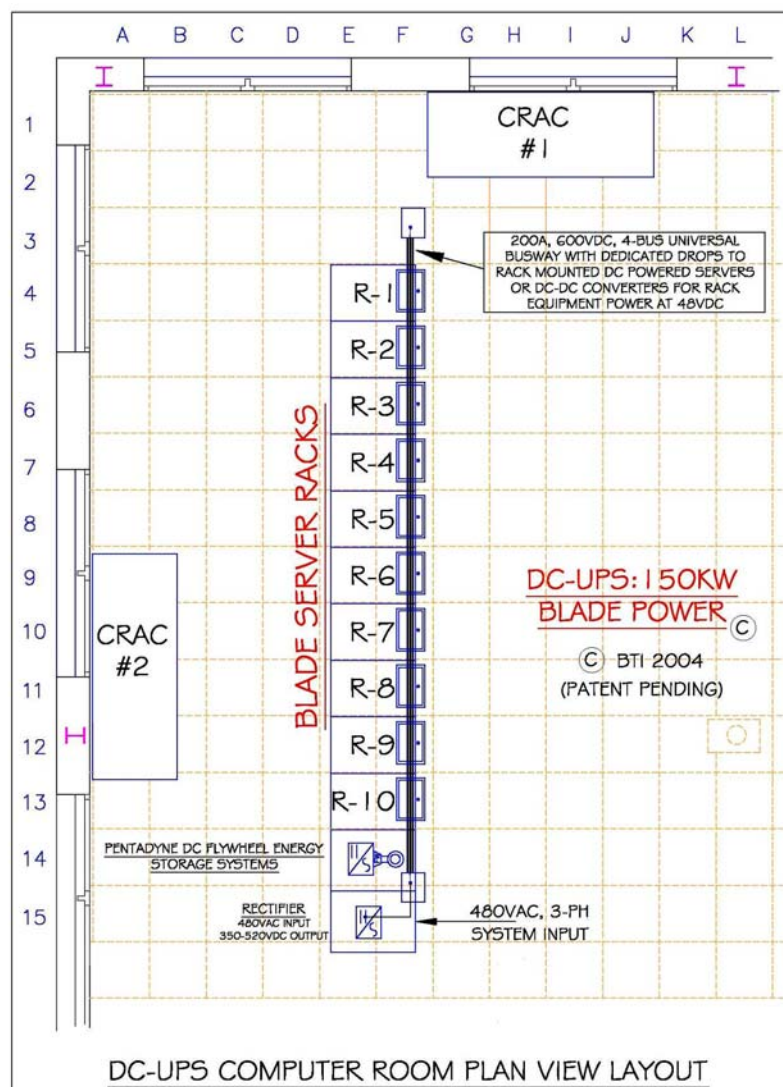 A B C D E F G H I J K L
1
2
3
4
5
6
7
8
9
10
11
12
13
14
15
CRAC
#1
200A, 600VDC, 4-BUS UNIVERSAL
BUSWAY WITH DEDICATED DROPS TO
RACK MOUNTED DC POWERED SERVERS
OR DC-DC CONVERTERS FOR RACK
EQUIPMENT POWER AT 48VDC
R-1
R-2
R-3
R-4
R-5
R-6
R-7
R-8
R-9
R-10
BLADE SERVER RACKS
CRAC
#2
DC-UPS: 150KW
BLADE POWER ©
© BTI 2004
(PATENT PENDING)
PENTADYNE DC FLYWHEEL ENERGY
STORAGE SYSTEMS
RECTIFIER
480VAC INPUT
350-520VDC OUTPUT
480VAC, 3-PH
SYSTEM INPUT
DC-UPS COMPUTER ROOM PLAN VIEW LAYOUT